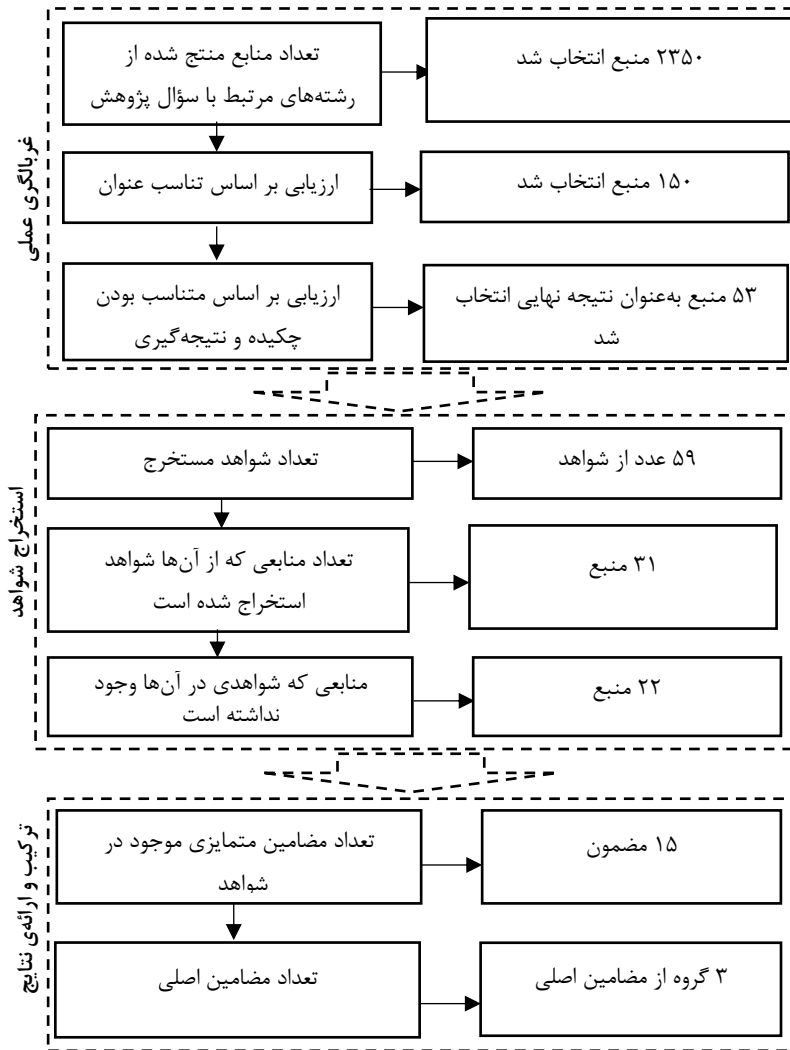 غربالگری عملی
تعداد منابع منتج شده از
رشته‌های مرتبط با سؤال پژوهش
۲۳۵۰ منبع انتخاب شد
ارزیابی بر اساس تناسب عنوان
۱۵۰ منبع انتخاب شد
ارزیابی بر اساس متناسب بودن
چکیده و نتیجه‌گیری
۵۳ منبع به‌عنوان نتیجه نهایی انتخاب
شد
استخراج شواهد
تعداد شواهد مستخرج
۵۹ عدد از شواهد
تعداد منابعی که از آن‌ها شواهد
استخراج شده است
۳۱ منبع
منابعی که شواهدی در آن‌ها وجود
نداشته است
۲۲ منبع
ترکیب و ارائه‌ی نتایج
تعداد مضامین متمایزی موجود در
شواهد
۱۵ مضمون
تعداد مضامین اصلی
۳ گروه از مضامین اصلی